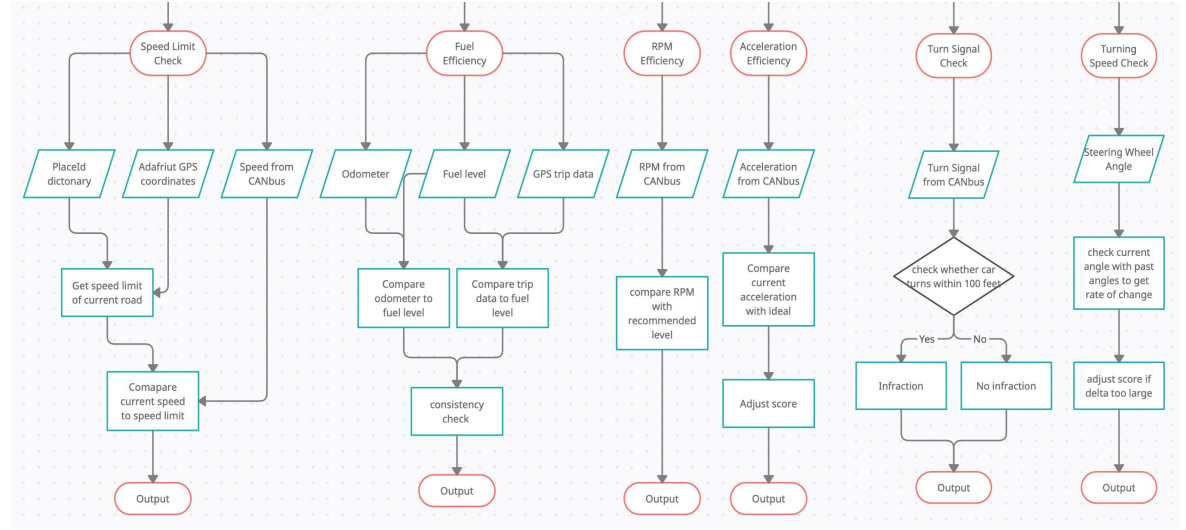 Speed Limit
Check
Fuel
Efficiency
RPM
Efficiency
Acceleration
Efficiency
Turn Signal
Check
Turning
Speed Check
PlaceId
dictonary
Adafriut GPS
coordinates
Speed from
CANbus
Odometer
Fuel level
GPS trip data
RPM from
CANbus
Acceleration
from CANbus
Turn Signal
from CANbus
Steering Wheel
Angle
Get speed limit
of current road
Compare
odometer to
fuel level
Compare trip
data to fuel
level
compare RPM
with
recommended
level
Compare
current
acceleration
with ideal
check whether car
turns within 100 feet
check current
angle with past
angles to get
rate of change
Yes
No
Comapare
current speed
to speed limit
consistency
check
Adjust score
Infraction
No infraction
adjust score if
delta too large
Output
Output
Output
Output
Output
Output